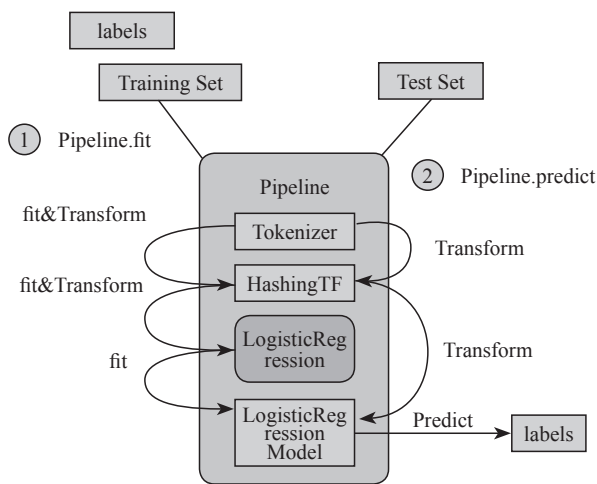 labels
Training Set
Test Set
1
Pipeline.fit
2
Pipeline.predict
Pipeline
fit&Transform
Tokenizer
Transform
fit&Transform
HashingTF
LogisticReg
ression
fit
Transform
LogisticReg
ression
Model
Predict
labels